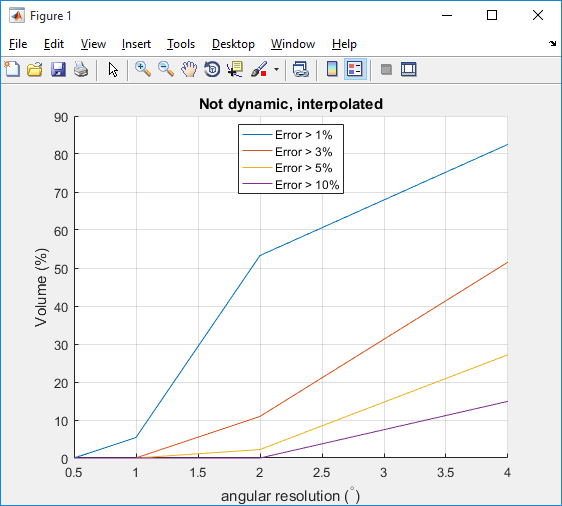 Figure 1
File Edit View Insert Tools Desktop Window Help
Not dynamic, interpolated
Error > 1%
Error > 3%
Error > 5%
Error > 10%
90
80
70
60
50
40
30
20
10
0
Volume (%)
0.5 1 1.5 2 2.5 3 3.5 4
angular resolution (°)